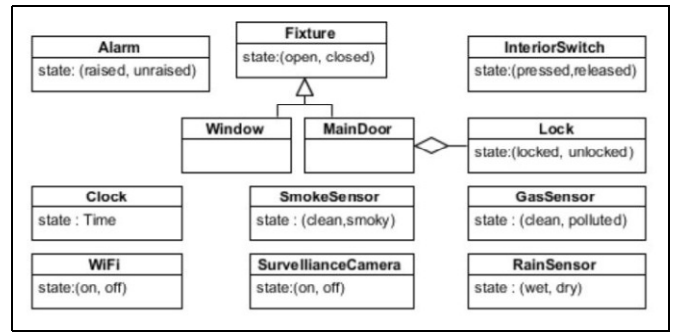 Alarm
state: (raised, unraised)
Fixture
state:(open, closed)
InteriorSwitch
state:(pressed,released)
Window
MainDoor
Lock
state:(locked, unlocked)
Clock
state : Time
SmokeSensor
state : (clean,smoky)
GasSensor
state : (clean, polluted)
WiFi
state:(on, off)
SurvellianceCamera
state:(on, off)
RainSensor
state : (wet, dry)